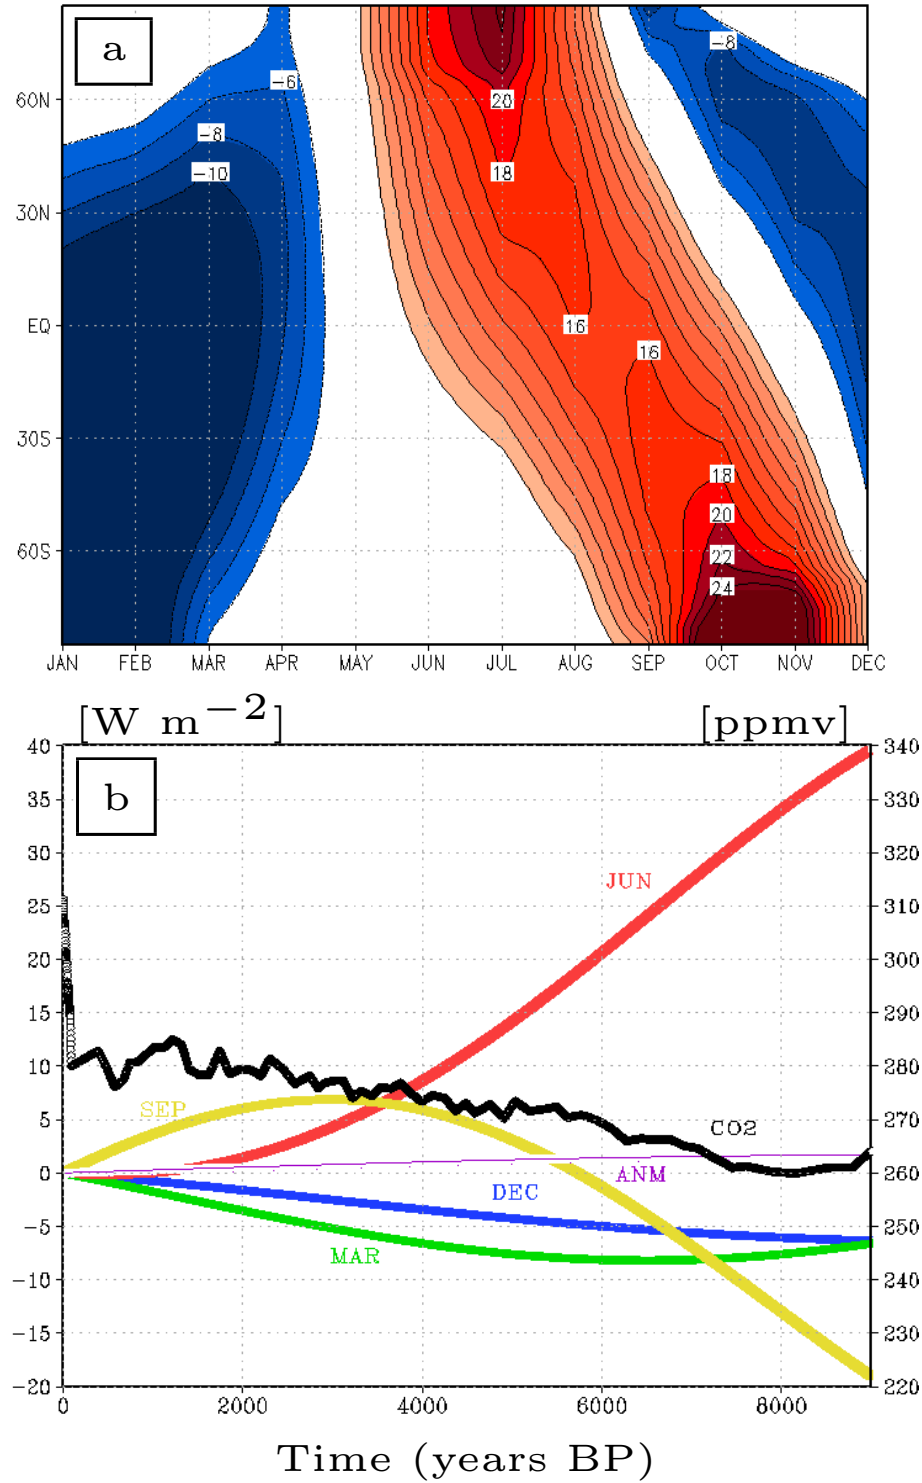 a
-8
-6
60N
20
-8
-10
18
30N
EQ
16
16
30S
18
20
60S
22
24
JAN FEB MAR APR MAY JUN JUL AUG SEP OCT NOV DEC
[W m−2] [ppmv]
40 340
b
35 330
JUN
30 320
25 310
20 300
15 290
10 280
SEP
5 270
CO2
0 260
ANM
DEC
−5 250
MAR
−10 240
−15 230
−20 220
0 2000 4000 6000 8000
Time (years BP)